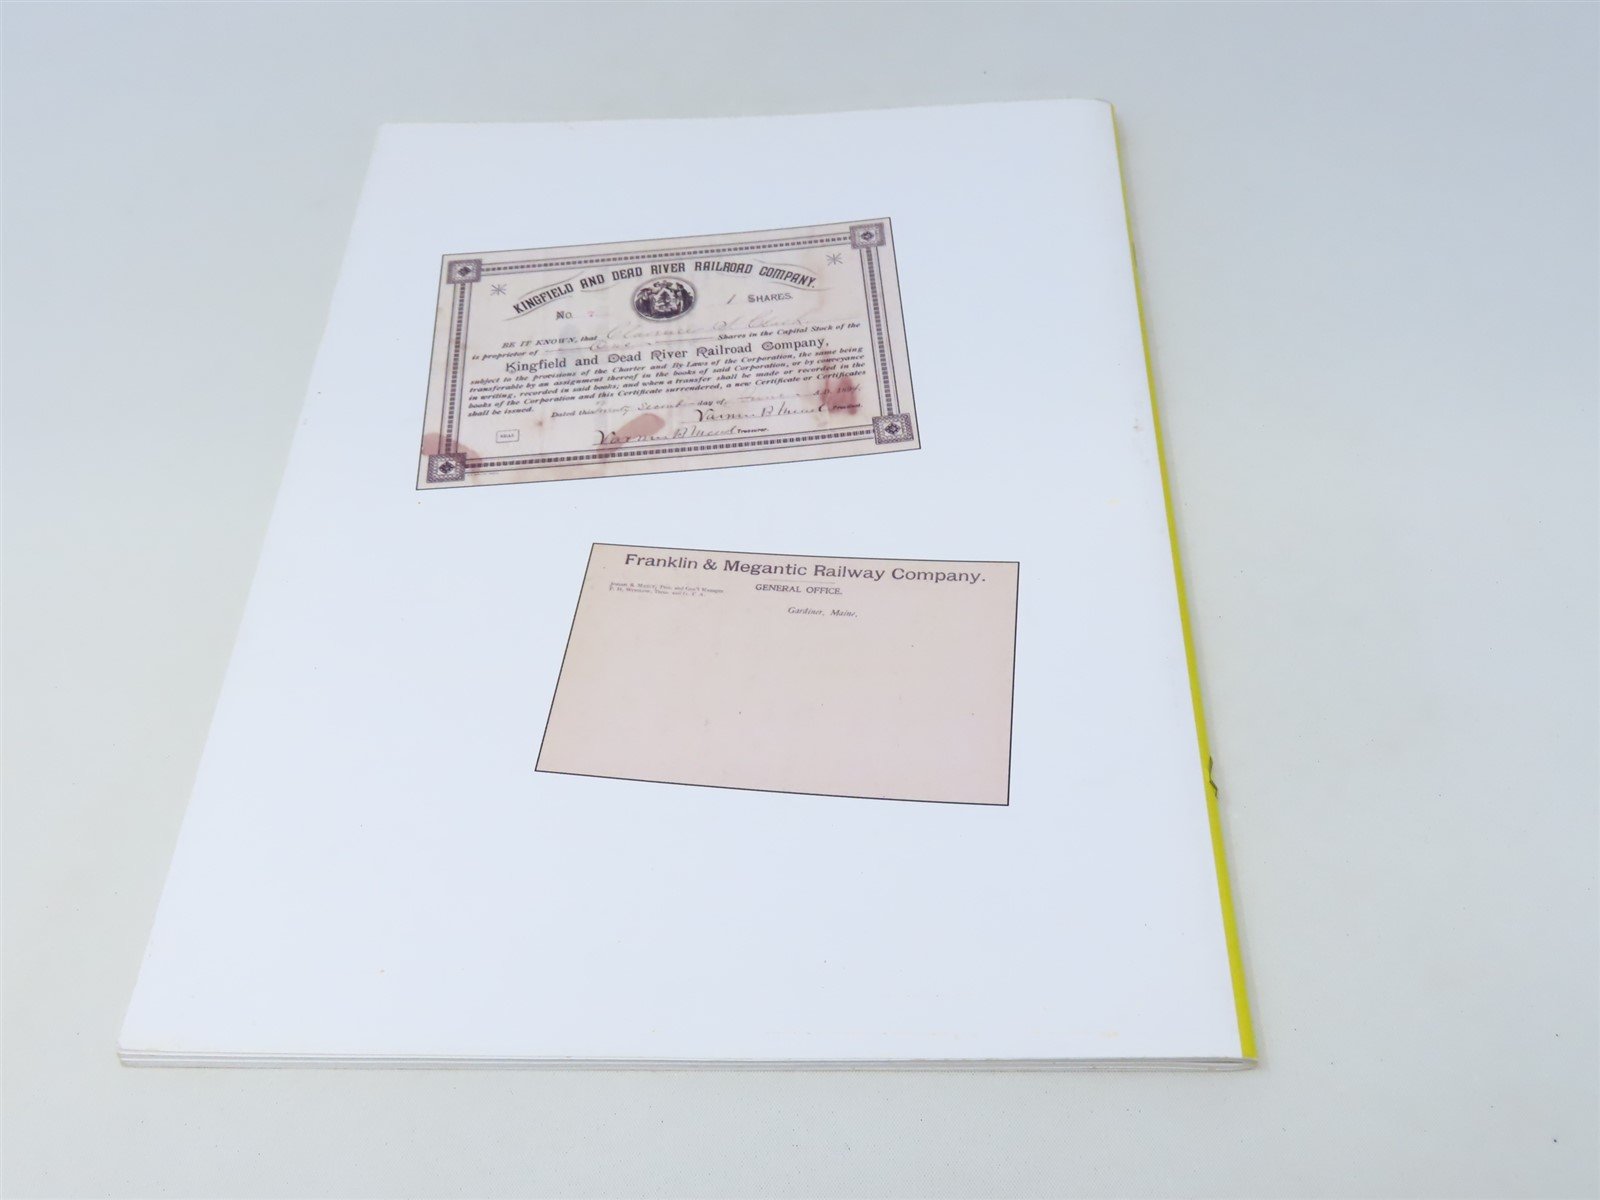 KINGFIELD AND DEAD RIVER RAILROAD COMPANY.
No. 7
1 SHARES.
BE IT KNOWN, that
is proprietor of One Shares in the Capital Stock of the
Kingfield and Dead River Railroad Company,
subject to the provisions of the Charter and By Laws of the Corporation, the same being
transferable by an assignment thereof in the books of said Corporation, or by conveyance
in writing, recorded in said books; and when a transfer shall be made or recorded in the
books of the Corporation and this Certificate surrendered, a new Certificate or Certificates
shall be issued.
Dated this Twenty Second day of A.D. 1894.
President.
Treasurer.
Franklin & Megantic Railway Company.
GENERAL OFFICE.
Gardiner, Maine,